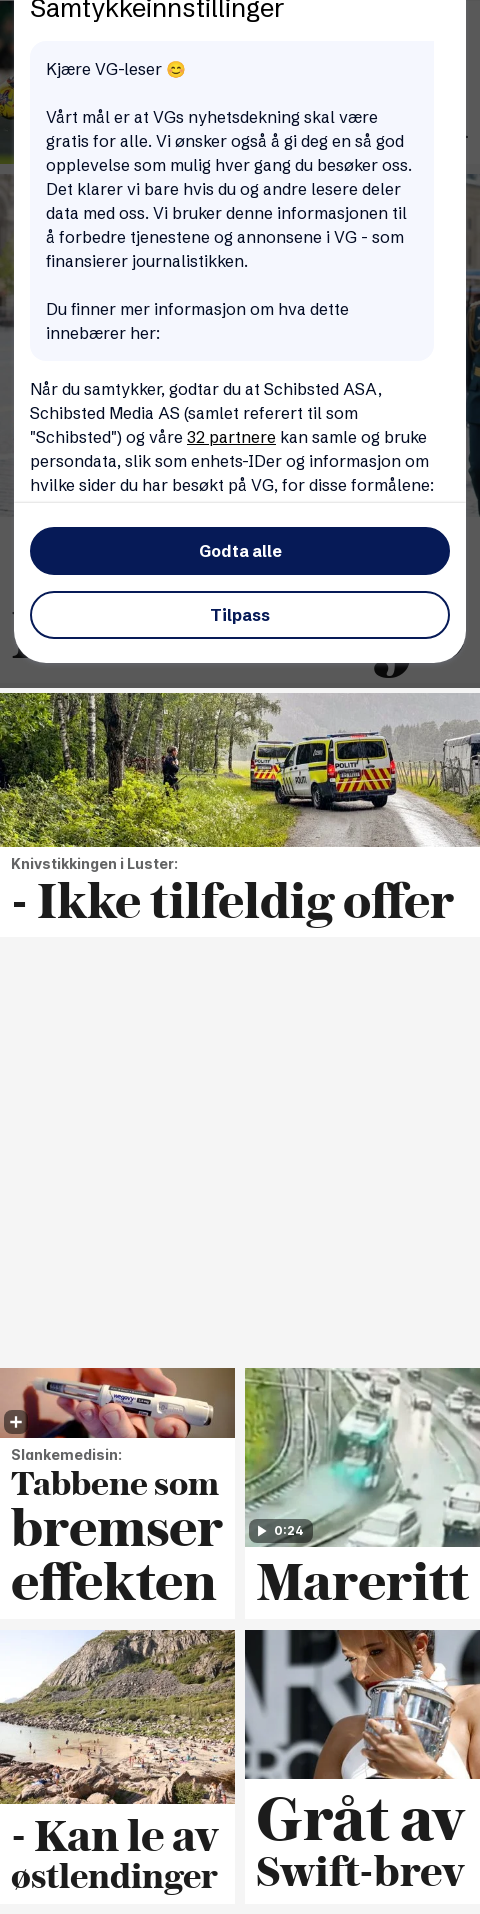 Samtykkeinnstillinger
Kjære VG-leser 😊
Vårt mål er at VGs nyhetsdekning skal være
gratis for alle. Vi ønsker også å gi deg en så god
opplevelse som mulig hver gang du besøker oss.
Det klarer vi bare hvis du og andre lesere deler
data med oss. Vi bruker denne informasjonen til
å forbedre tjenestene og annonsene i VG - som
finansierer journalistikken.
Du finner mer informasjon om hva dette
innebærer her:
Når du samtykker, godtar du at Schibsted ASA,
Schibsted Media AS (samlet referert til som
"Schibsted") og våre 32 partnere kan samle og bruke
persondata, slik som enhets-IDer og informasjon om
hvilke sider du har besøkt på VG, for disse formålene:
Godta alle
Tilpass
POLITI
POLITI
Knivstikkingen i Luster:
- Ikke tilfeldig offer
wegovy
Slankemedisin:
Tabbene som
bremser
effekten
0:24
Mareritt
- Kan le av
østlendinger
Gråt av
Swift-brev